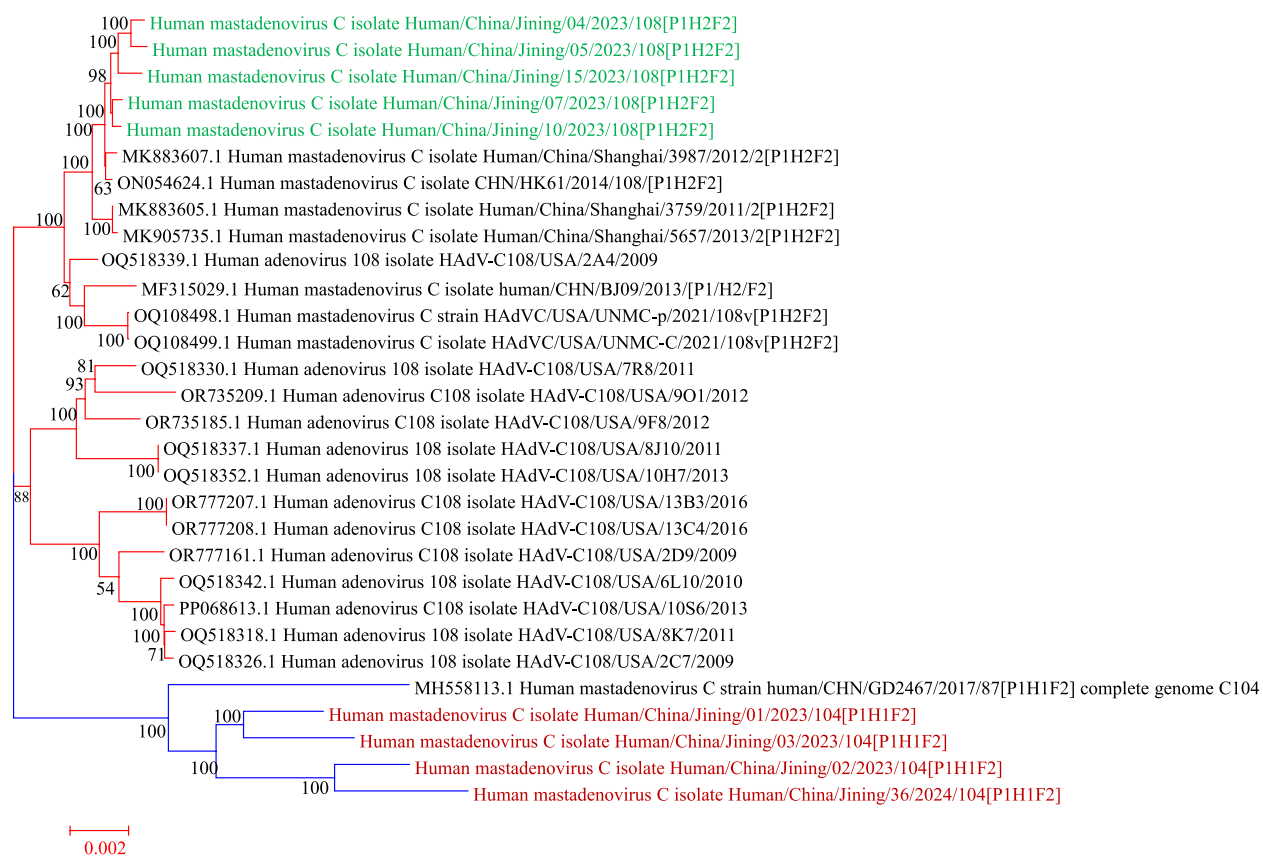 100 Human mastadenovirus C isolate Human/China/Jining/04/2023/108[P1H2F2]
100 Human mastadenovirus C isolate Human/China/Jining/05/2023/108[P1H2F2]
98 Human mastadenovirus C isolate Human/China/Jining/15/2023/108[P1H2F2]
100 Human mastadenovirus C isolate Human/China/Jining/07/2023/108[P1H2F2]
100 Human mastadenovirus C isolate Human/China/Jining/10/2023/108[P1H2F2]
100 MK883607.1 Human mastadenovirus C isolate Human/China/Shanghai/3987/2012/2[P1H2F2]
63 ON054624.1 Human mastadenovirus C isolate CHN/HK61/2014/108/[P1H2F2]
100 MK883605.1 Human mastadenovirus C isolate Human/China/Shanghai/3759/2011/2[P1H2F2]
100 MK905735.1 Human mastadenovirus C isolate Human/China/Shanghai/5657/2013/2[P1H2F2]
OQ518339.1 Human adenovirus 108 isolate HAdV-C108/USA/2A4/2009
62 MF315029.1 Human mastadenovirus C isolate human/CHN/BJ09/2013/[P1/H2/F2]
100 OQ108498.1 Human mastadenovirus C strain HAdVC/USA/UNMC-p/2021/108v[P1H2F2]
100 OQ108499.1 Human mastadenovirus C isolate HAdVC/USA/UNMC-C/2021/108v[P1H2F2]
81 OQ518330.1 Human adenovirus 108 isolate HAdV-C108/USA/7R8/2011
93 OR735209.1 Human adenovirus C108 isolate HAdV-C108/USA/9O1/2012
100 OR735185.1 Human adenovirus C108 isolate HAdV-C108/USA/9F8/2012
OQ518337.1 Human adenovirus 108 isolate HAdV-C108/USA/8J10/2011
100 OQ518352.1 Human adenovirus 108 isolate HAdV-C108/USA/10H7/2013
88 100 OR777207.1 Human adenovirus C108 isolate HAdV-C108/USA/13B3/2016
OR777208.1 Human adenovirus C108 isolate HAdV-C108/USA/13C4/2016
100 OR777161.1 Human adenovirus C108 isolate HAdV-C108/USA/2D9/2009
54 OQ518342.1 Human adenovirus 108 isolate HAdV-C108/USA/6L10/2010
100 PP068613.1 Human adenovirus C108 isolate HAdV-C108/USA/10S6/2013
100 OQ518318.1 Human adenovirus 108 isolate HAdV-C108/USA/8K7/2011
71 OQ518326.1 Human adenovirus 108 isolate HAdV-C108/USA/2C7/2009
MH558113.1 Human mastadenovirus C strain human/CHN/GD2467/2017/87[P1H1F2] complete genome C104
100 100 Human mastadenovirus C isolate Human/China/Jining/01/2023/104[P1H1F2]
Human mastadenovirus C isolate Human/China/Jining/03/2023/104[P1H1F2]
100 Human mastadenovirus C isolate Human/China/Jining/02/2023/104[P1H1F2]
100 Human mastadenovirus C isolate Human/China/Jining/36/2024/104[P1H1F2]
0.002